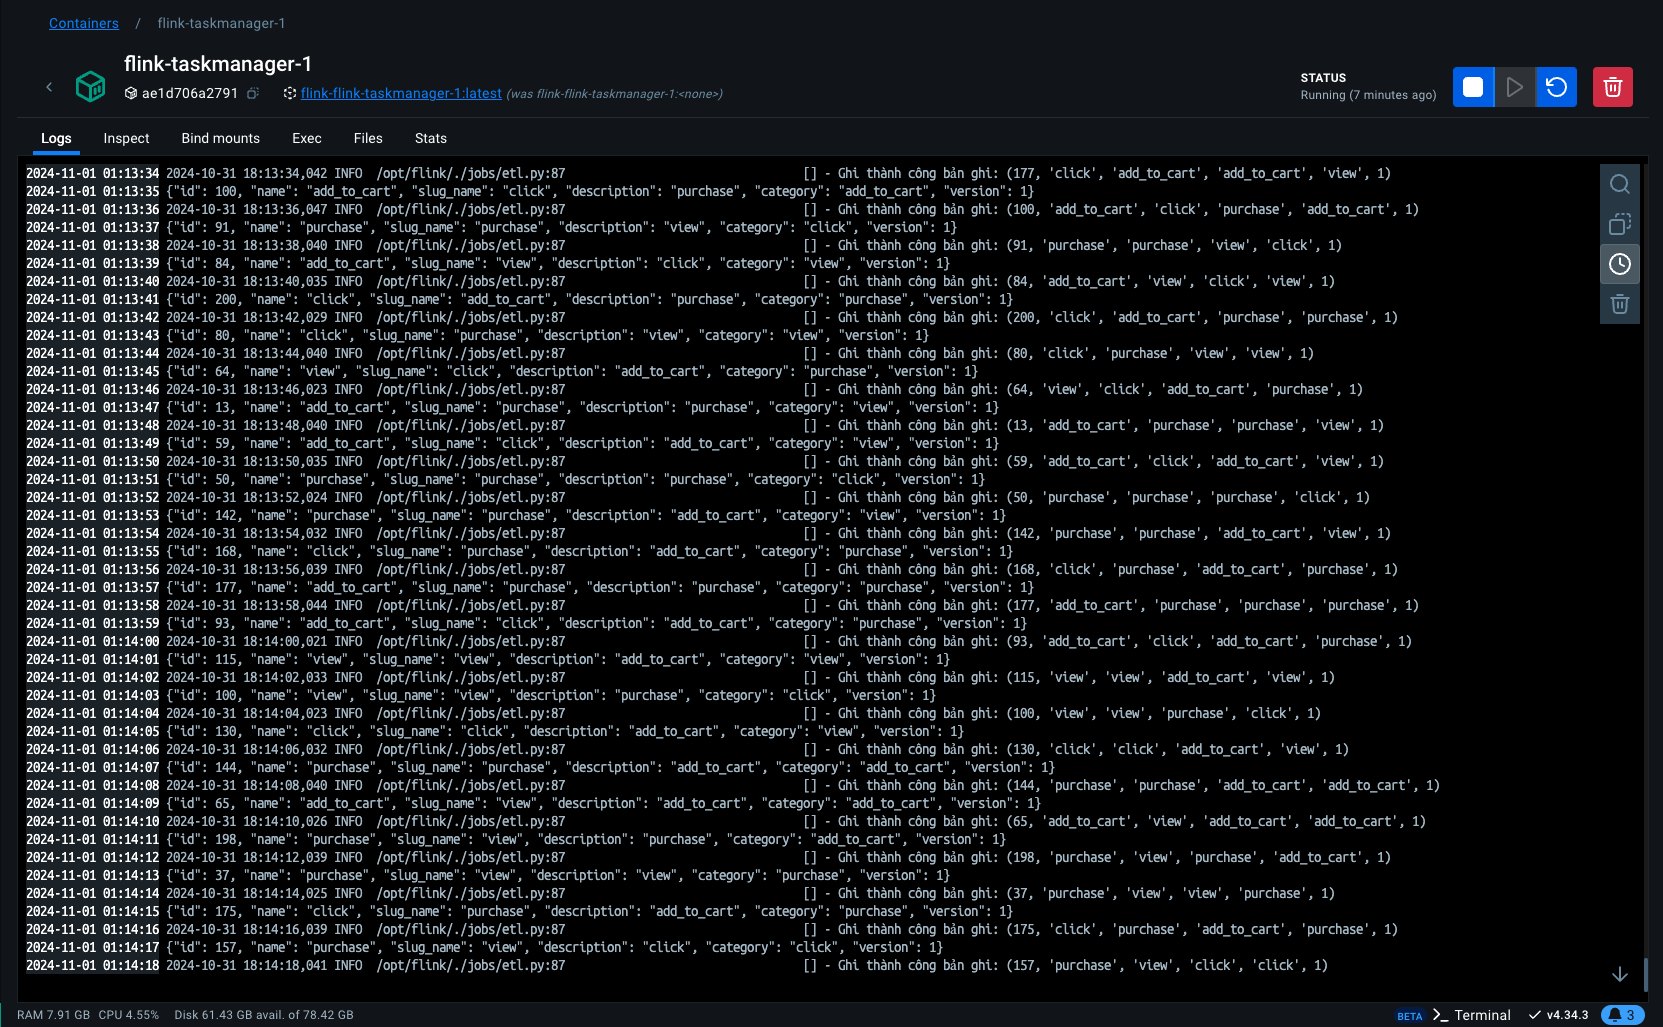 Containers / flink-taskmanager-1
flink-taskmanager-1
ae1d706a2791 flink-flink-taskmanager-1:latest (was flink-flink-taskmanager-1:<none>)
STATUS
Running (7 minutes ago)
Logs Inspect Bind mounts Exec Files Stats
2024-11-01 01:13:34 2024-10-31 18:13:34,042 INFO /opt/flink/./jobs/etl.py:87 [] - Ghi thành công bản ghi: (177, 'click', 'add_to_cart', 'add_to_cart', 'view', 1)
2024-11-01 01:13:35 {"id": 100, "name": "add_to_cart", "slug_name": "click", "description": "purchase", "category": "add_to_cart", "version": 1}
2024-11-01 01:13:36 2024-10-31 18:13:36,047 INFO /opt/flink/./jobs/etl.py:87 [] - Ghi thành công bản ghi: (100, 'add_to_cart', 'click', 'purchase', 'add_to_cart', 1)
2024-11-01 01:13:37 {"id": 91, "name": "purchase", "slug_name": "purchase", "description": "view", "category": "click", "version": 1}
2024-11-01 01:13:38 2024-10-31 18:13:38,040 INFO /opt/flink/./jobs/etl.py:87 [] - Ghi thành công bản ghi: (91, 'purchase', 'purchase', 'view', 'click', 1)
2024-11-01 01:13:39 {"id": 84, "name": "add_to_cart", "slug_name": "view", "description": "click", "category": "view", "version": 1}
2024-11-01 01:13:40 2024-10-31 18:13:40,035 INFO /opt/flink/./jobs/etl.py:87 [] - Ghi thành công bản ghi: (84, 'add_to_cart', 'view', 'click', 'view', 1)
2024-11-01 01:13:41 {"id": 200, "name": "click", "slug_name": "add_to_cart", "description": "purchase", "category": "purchase", "version": 1}
2024-11-01 01:13:42 2024-10-31 18:13:42,029 INFO /opt/flink/./jobs/etl.py:87 [] - Ghi thành công bản ghi: (200, 'click', 'add_to_cart', 'purchase', 'purchase', 1)
2024-11-01 01:13:43 {"id": 80, "name": "click", "slug_name": "purchase", "description": "view", "category": "view", "version": 1}
2024-11-01 01:13:44 2024-10-31 18:13:44,040 INFO /opt/flink/./jobs/etl.py:87 [] - Ghi thành công bản ghi: (80, 'click', 'purchase', 'view', 'view', 1)
2024-11-01 01:13:45 {"id": 64, "name": "view", "slug_name": "click", "description": "add_to_cart", "category": "purchase", "version": 1}
2024-11-01 01:13:46 2024-10-31 18:13:46,023 INFO /opt/flink/./jobs/etl.py:87 [] - Ghi thành công bản ghi: (64, 'view', 'click', 'add_to_cart', 'purchase', 1)
2024-11-01 01:13:47 {"id": 13, "name": "add_to_cart", "slug_name": "purchase", "description": "purchase", "category": "view", "version": 1}
2024-11-01 01:13:48 2024-10-31 18:13:48,040 INFO /opt/flink/./jobs/etl.py:87 [] - Ghi thành công bản ghi: (13, 'add_to_cart', 'purchase', 'purchase', 'view', 1)
2024-11-01 01:13:49 {"id": 59, "name": "add_to_cart", "slug_name": "click", "description": "add_to_cart", "category": "view", "version": 1}
2024-11-01 01:13:50 2024-10-31 18:13:50,035 INFO /opt/flink/./jobs/etl.py:87 [] - Ghi thành công bản ghi: (59, 'add_to_cart', 'click', 'add_to_cart', 'view', 1)
2024-11-01 01:13:51 {"id": 50, "name": "purchase", "slug_name": "purchase", "description": "purchase", "category": "click", "version": 1}
2024-11-01 01:13:52 2024-10-31 18:13:52,024 INFO /opt/flink/./jobs/etl.py:87 [] - Ghi thành công bản ghi: (50, 'purchase', 'purchase', 'purchase', 'click', 1)
2024-11-01 01:13:53 {"id": 142, "name": "purchase", "slug_name": "purchase", "description": "add_to_cart", "category": "view", "version": 1}
2024-11-01 01:13:54 2024-10-31 18:13:54,032 INFO /opt/flink/./jobs/etl.py:87 [] - Ghi thành công bản ghi: (142, 'purchase', 'purchase', 'add_to_cart', 'view', 1)
2024-11-01 01:13:55 {"id": 168, "name": "click", "slug_name": "purchase", "description": "add_to_cart", "category": "purchase", "version": 1}
2024-11-01 01:13:56 2024-10-31 18:13:56,039 INFO /opt/flink/./jobs/etl.py:87 [] - Ghi thành công bản ghi: (168, 'click', 'purchase', 'add_to_cart', 'purchase', 1)
2024-11-01 01:13:57 {"id": 177, "name": "add_to_cart", "slug_name": "purchase", "description": "purchase", "category": "purchase", "version": 1}
2024-11-01 01:13:58 2024-10-31 18:13:58,044 INFO /opt/flink/./jobs/etl.py:87 [] - Ghi thành công bản ghi: (177, 'add_to_cart', 'purchase', 'purchase', 'purchase', 1)
2024-11-01 01:13:59 {"id": 93, "name": "add_to_cart", "slug_name": "click", "description": "add_to_cart", "category": "purchase", "version": 1}
2024-11-01 01:14:00 2024-10-31 18:14:00,021 INFO /opt/flink/./jobs/etl.py:87 [] - Ghi thành công bản ghi: (93, 'add_to_cart', 'click', 'add_to_cart', 'purchase', 1)
2024-11-01 01:14:01 {"id": 115, "name": "view", "slug_name": "view", "description": "add_to_cart", "category": "view", "version": 1}
2024-11-01 01:14:02 2024-10-31 18:14:02,033 INFO /opt/flink/./jobs/etl.py:87 [] - Ghi thành công bản ghi: (115, 'view', 'view', 'add_to_cart', 'view', 1)
2024-11-01 01:14:03 {"id": 100, "name": "view", "slug_name": "view", "description": "purchase", "category": "click", "version": 1}
2024-11-01 01:14:04 2024-10-31 18:14:04,023 INFO /opt/flink/./jobs/etl.py:87 [] - Ghi thành công bản ghi: (100, 'view', 'view', 'purchase', 'click', 1)
2024-11-01 01:14:05 {"id": 130, "name": "click", "slug_name": "click", "description": "add_to_cart", "category": "view", "version": 1}
2024-11-01 01:14:06 2024-10-31 18:14:06,032 INFO /opt/flink/./jobs/etl.py:87 [] - Ghi thành công bản ghi: (130, 'click', 'click', 'add_to_cart', 'view', 1)
2024-11-01 01:14:07 {"id": 144, "name": "purchase", "slug_name": "purchase", "description": "add_to_cart", "category": "add_to_cart", "version": 1}
2024-11-01 01:14:08 2024-10-31 18:14:08,040 INFO /opt/flink/./jobs/etl.py:87 [] - Ghi thành công bản ghi: (144, 'purchase', 'purchase', 'add_to_cart', 'add_to_cart', 1)
2024-11-01 01:14:09 {"id": 65, "name": "add_to_cart", "slug_name": "view", "description": "add_to_cart", "category": "add_to_cart", "version": 1}
2024-11-01 01:14:10 2024-10-31 18:14:10,026 INFO /opt/flink/./jobs/etl.py:87 [] - Ghi thành công bản ghi: (65, 'add_to_cart', 'view', 'add_to_cart', 'add_to_cart', 1)
2024-11-01 01:14:11 {"id": 198, "name": "purchase", "slug_name": "view", "description": "purchase", "category": "add_to_cart", "version": 1}
2024-11-01 01:14:12 2024-10-31 18:14:12,039 INFO /opt/flink/./jobs/etl.py:87 [] - Ghi thành công bản ghi: (198, 'purchase', 'view', 'purchase', 'add_to_cart', 1)
2024-11-01 01:14:13 {"id": 37, "name": "purchase", "slug_name": "view", "description": "view", "category": "purchase", "version": 1}
2024-11-01 01:14:14 2024-10-31 18:14:14,025 INFO /opt/flink/./jobs/etl.py:87 [] - Ghi thành công bản ghi: (37, 'purchase', 'view', 'view', 'purchase', 1)
2024-11-01 01:14:15 {"id": 175, "name": "click", "slug_name": "purchase", "description": "add_to_cart", "category": "purchase", "version": 1}
2024-11-01 01:14:16 2024-10-31 18:14:16,039 INFO /opt/flink/./jobs/etl.py:87 [] - Ghi thành công bản ghi: (175, 'click', 'purchase', 'add_to_cart', 'purchase', 1)
2024-11-01 01:14:17 {"id": 157, "name": "purchase", "slug_name": "view", "description": "click", "category": "click", "version": 1}
2024-11-01 01:14:18 2024-10-31 18:14:18,041 INFO /opt/flink/./jobs/etl.py:87 [] - Ghi thành công bản ghi: (157, 'purchase', 'view', 'click', 'click', 1)
RAM 7.91 GB CPU 4.55% Disk 61.43 GB avail. of 78.42 GB BETA Terminal v4.34.3 3